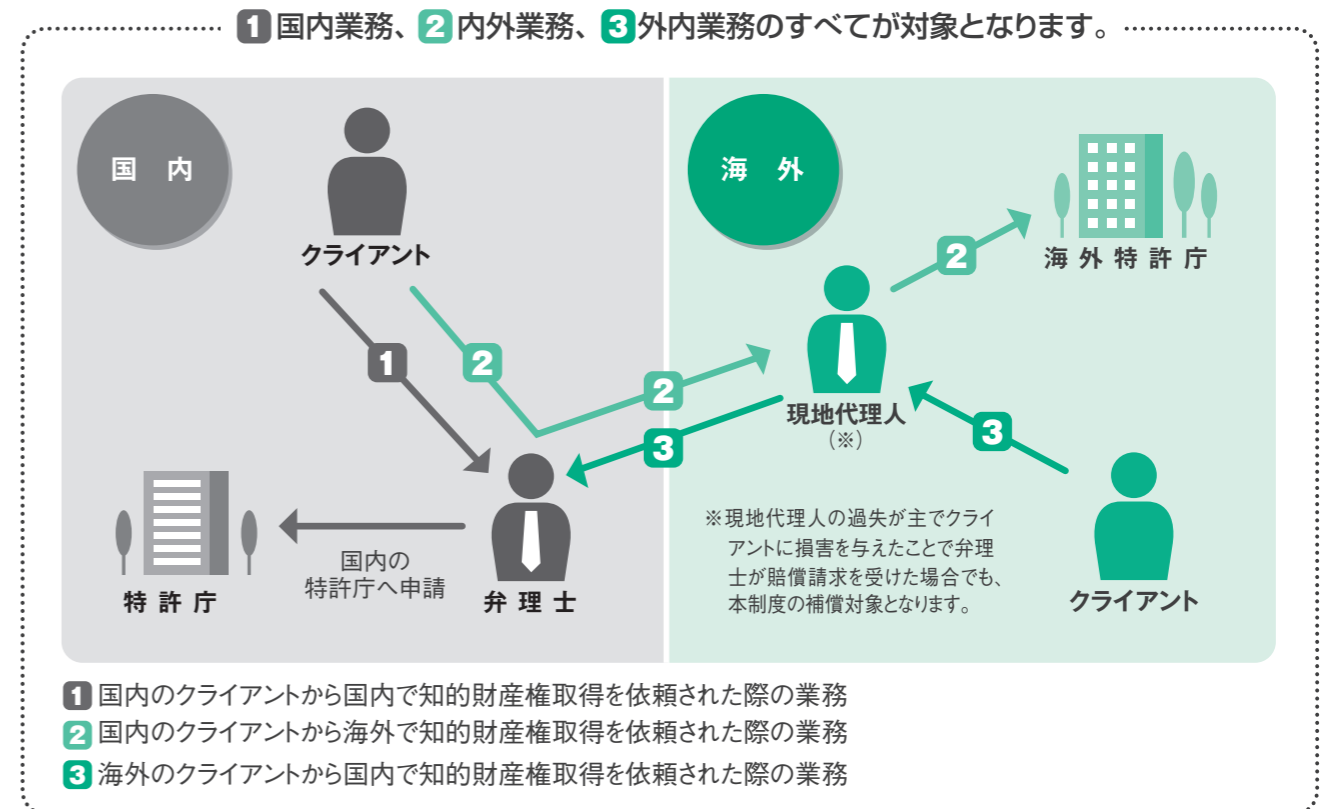 1 国内業務、2 内外業務、3 外内業務のすべてが対象となります。
国 内
海 外
クライアント
海外特許庁
1
2
2
2
3
3
現地代理人
(※)
国内の
特許庁へ申請
特許庁
弁理士
※現地代理人の過失が主でクライ
アントに損害を与えたことで弁理
士が賠償請求を受けた場合でも、
本制度の補償対象となります。
クライアント
1 国内のクライアントから国内で知的財産権取得を依頼された際の業務
2 国内のクライアントから海外で知的財産権取得を依頼された際の業務
3 海外のクライアントから国内で知的財産権取得を依頼された際の業務